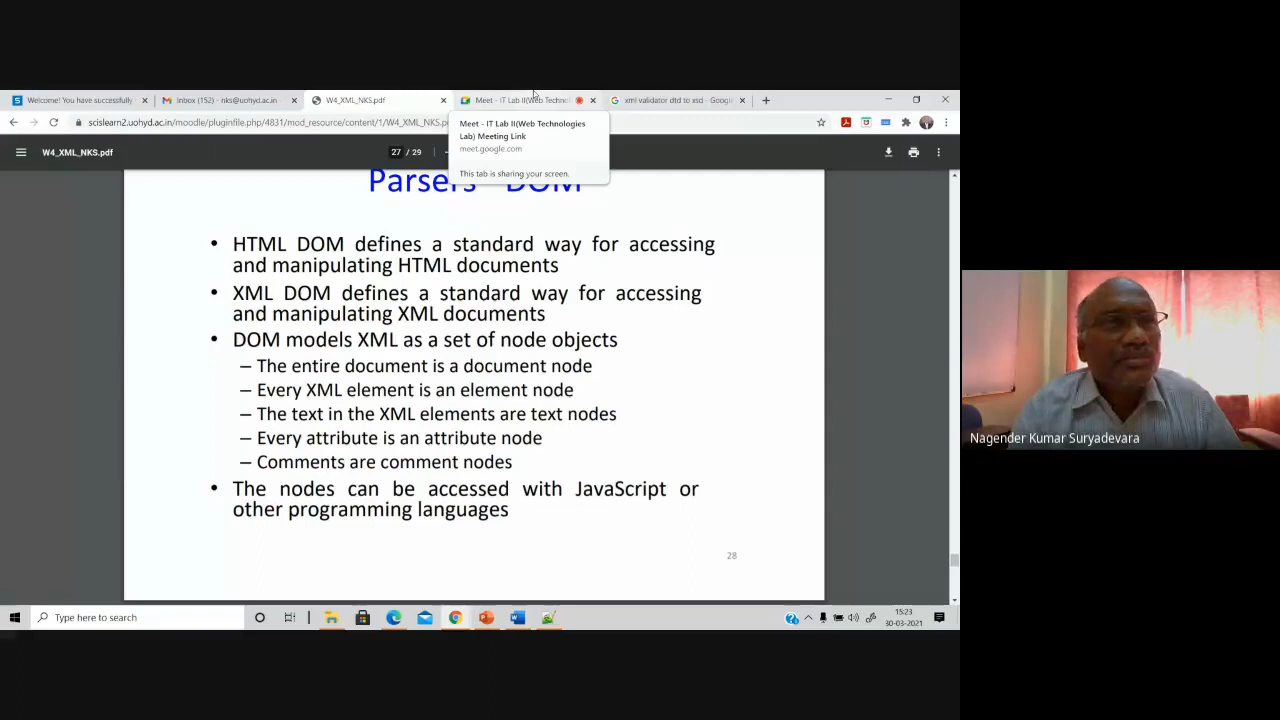 Welcome! You have successfully
Inbox (152) - nks@uohyd.ac.in
W4_XML_NKS.pdf
Meet - IT Lab II(Web Technol
xml validator dtd to xsd - Googl
scislearn2.uohyd.ac.in/moodle/pluginfile.php/4831/mod_resource/content/1/W4_XML_NKS.p
Meet - IT Lab II(Web Technologies
Lab) Meeting Link
meet.google.com
This tab is sharing your screen.
W4_XML_NKS.pdf
27 / 29
Parsers DOM
• HTML DOM defines a standard way for accessing
and manipulating HTML documents
• XML DOM defines a standard way for accessing
and manipulating XML documents
• DOM models XML as a set of node objects
– The entire document is a document node
– Every XML element is an element node
– The text in the XML elements are text nodes
– Every attribute is an attribute node
– Comments are comment nodes
• The nodes can be accessed with JavaScript or
other programming languages
28
Nagender Kumar Suryadevara
Type here to search
15:23
30-03-2021